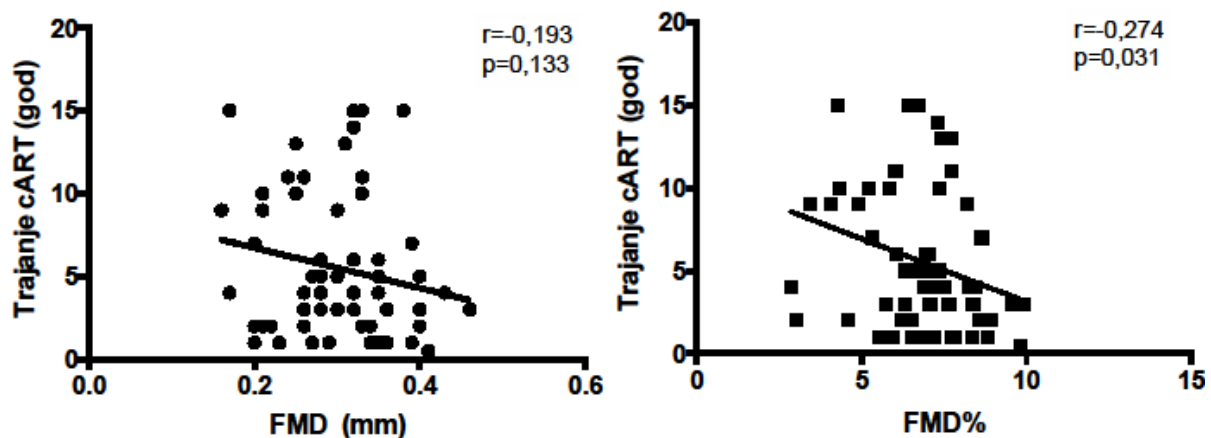 r=-0,193
p=0,133
Trajanje cART (god)
20
15
10
5
0
0.0 0.2 0.4 0.6
FMD (mm)
r=-0,274
p=0,031
Trajanje cART (god)
20
15
10
5
0
0 5 10 15
FMD%